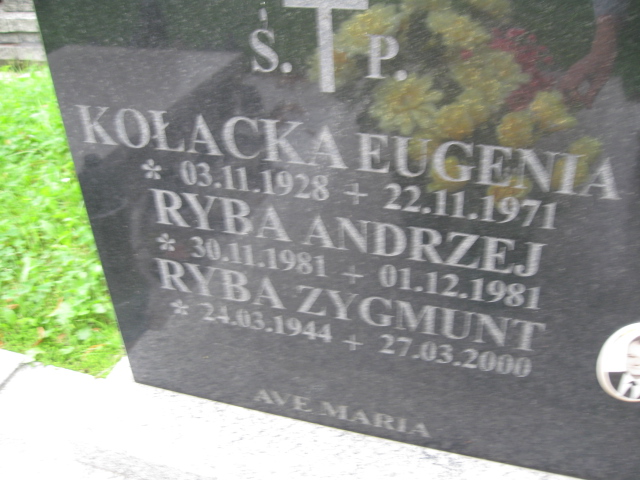 Ś. P.
KOŁACKA EUGENIA
* 03.11.1928 + 22.11.1971
RYBA ANDRZEJ
* 30.11.1981 + 01.12.1981
RYBA ZYGMUNT
* 24.03.1944 + 27.03.2000
AVE MARIA